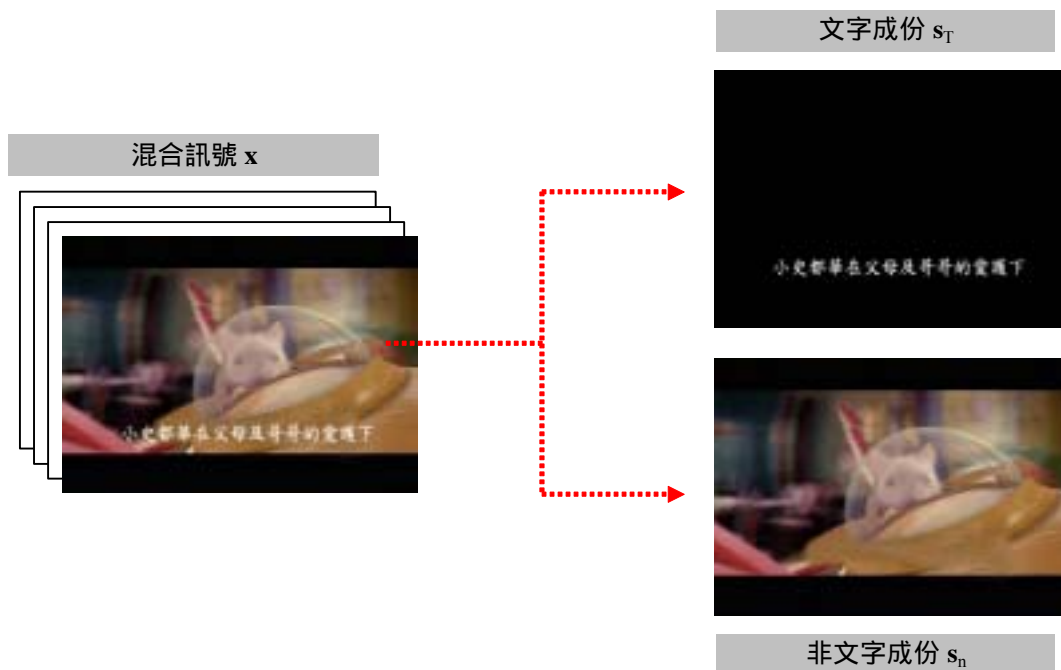 文字成份 s_T
混合訊號 x
小史都華在父母及哥哥的愛護下
小史都華在父母及哥哥的愛護下
非文字成份 s_n